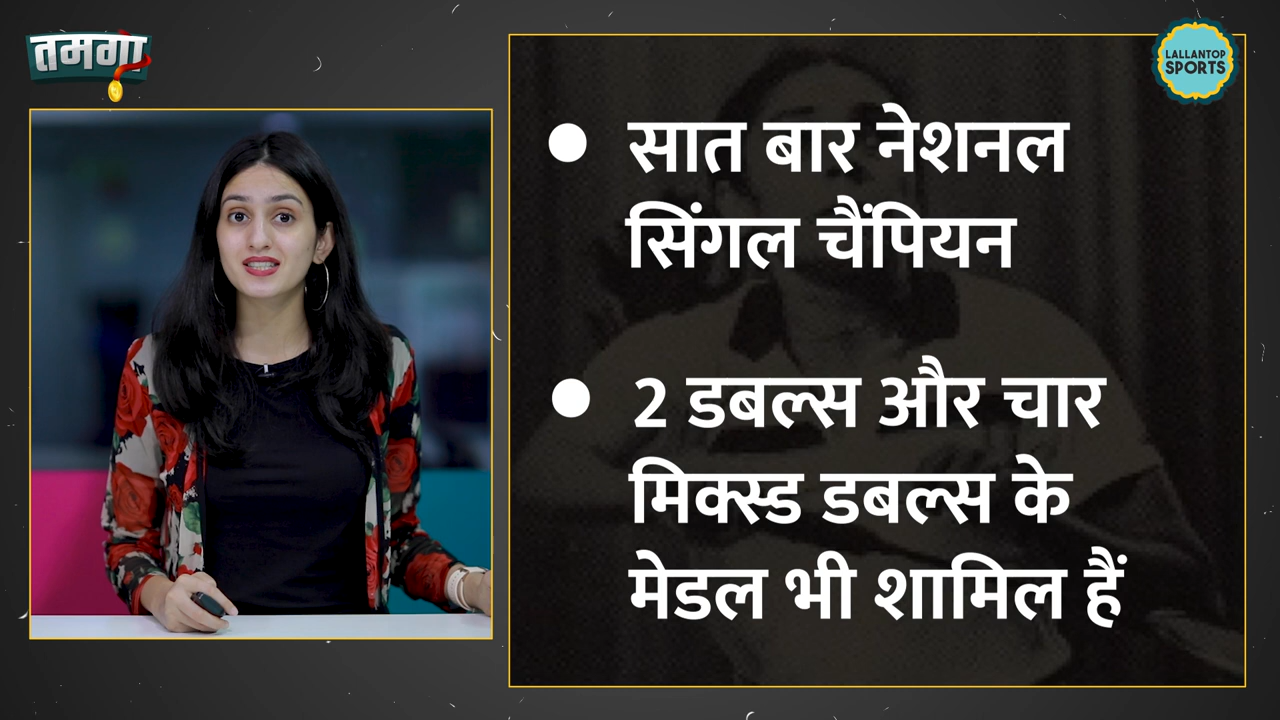 तमगा
LALLANTOP
SPORTS
सात बार नेशनल
सिंगल चैंपियन
2 डबल्स और चार
मिक्स्ड डबल्स के
मेडल भी शामिल हैं